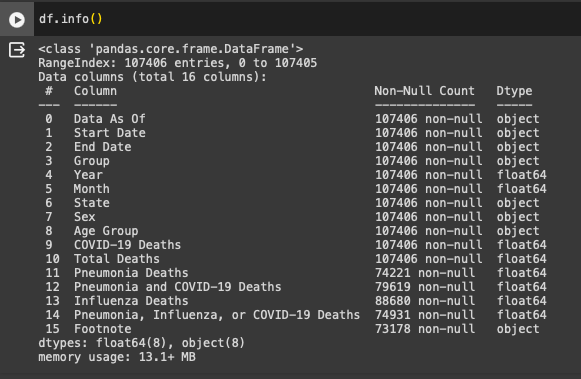 df.info()
<class 'pandas.core.frame.DataFrame'>
RangeIndex: 107406 entries, 0 to 107405
Data columns (total 16 columns):
 #   Column                                    Non-Null Count   Dtype
---  ------                                    --------------   -----
 0   Data As Of                                107406 non-null  object
 1   Start Date                                107406 non-null  object
 2   End Date                                  107406 non-null  object
 3   Group                                     107406 non-null  object
 4   Year                                      107406 non-null  float64
 5   Month                                     107406 non-null  float64
 6   State                                     107406 non-null  object
 7   Sex                                       107406 non-null  object
 8   Age Group                                 107406 non-null  object
 9   COVID-19 Deaths                           107406 non-null  float64
 10  Total Deaths                              107406 non-null  float64
 11  Pneumonia Deaths                          74221 non-null   float64
 12  Pneumonia and COVID-19 Deaths             79619 non-null   float64
 13  Influenza Deaths                          88680 non-null   float64
 14  Pneumonia, Influenza, or COVID-19 Deaths  74931 non-null   float64
 15  Footnote                                  73178 non-null   object
dtypes: float64(8), object(8)
memory usage: 13.1+ MB